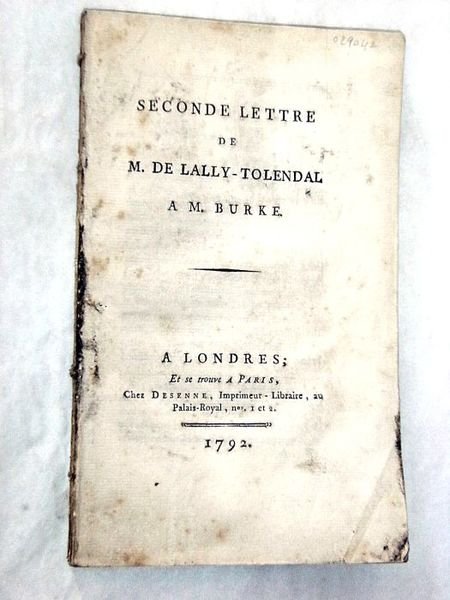 029042
SECONDE LETTRE
DE
M. DE LALLY-TOLENDAL
A M. BURKE.
A LONDRES;
Et se trouve A PARIS,
Chez DESENNE, Imprimeur-Libraire, au
Palais-Royal, nos. 1 et 2.
1792.